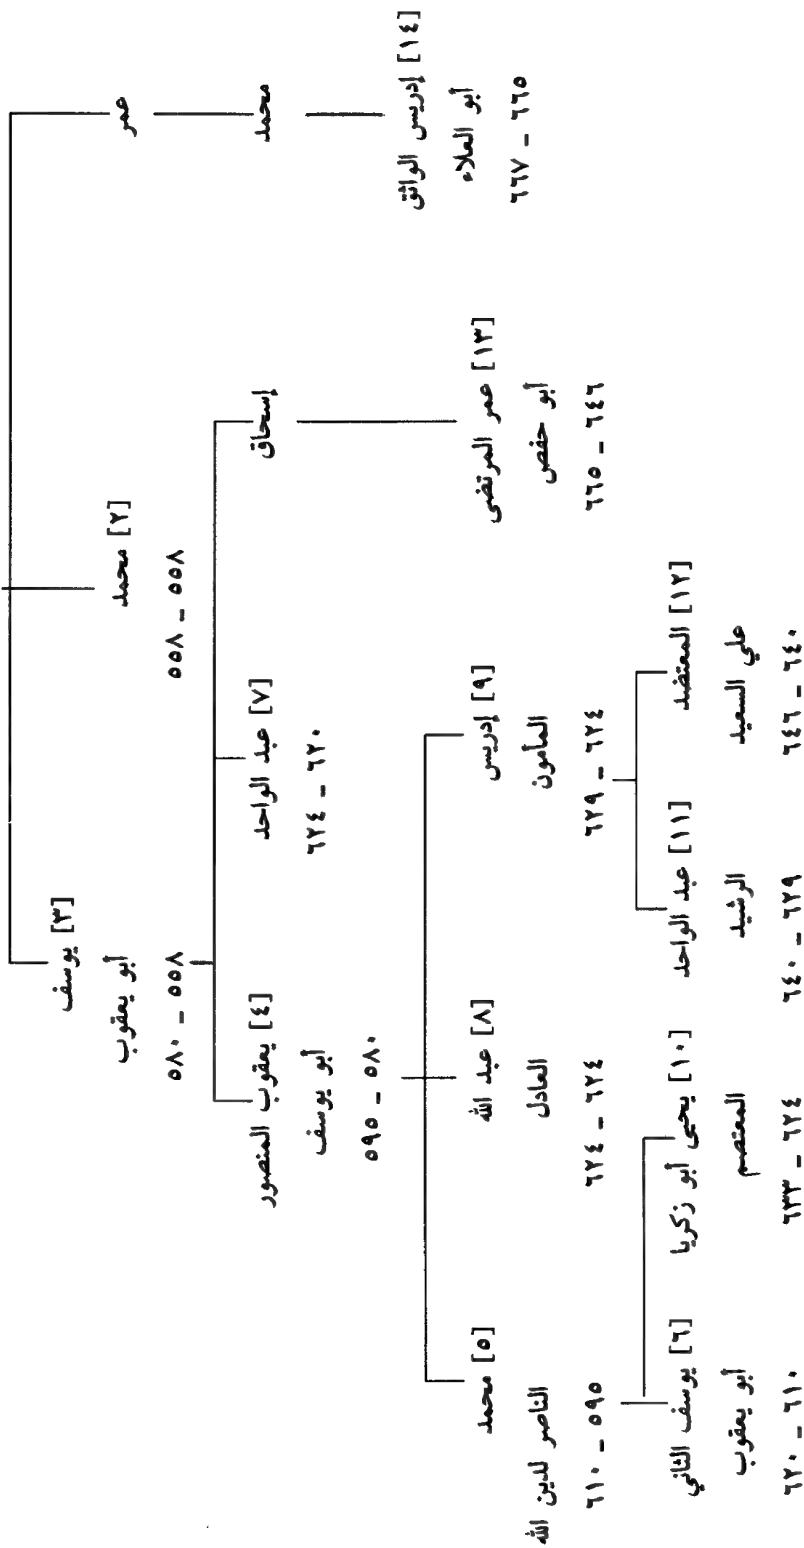 [٣] يوسف
أبو يعقوب
٥٥٨ - ٥٨٠
[٢] محمد
٥٥٨ - ٥٥٨
عمر
محمد
[١٤] إدريس الواثق
أبو العلاء
٦٦٥ - ٦٦٧
إسحاق
[١٣] عمر المرتضى
أبو حفص
٦٤٦ - ٦٦٥
[٧] عبد الواحد
٦٢٠ - ٦٢٤
[٤] يعقوب المنصور
أبو يوسف
٥٨٠ - ٥٩٥
[٩] إدريس
المأمون
٦٢٤ - ٦٢٩
[٨] عبد الله
العادل
٦٢٤ - ٦٢٤
[٥] محمد
الناصر لدين الله
٥٩٥ - ٦١٠
[١٢] المعتضد
علي السعيد
٦٤٠ - ٦٤٦
[١١] عبد الواحد
الرشيد
٦٢٩ - ٦٤٠
[١٠] يحيى أبو زكريا
المعتصم
٦٢٤ - ٦٣٣
[٦] يوسف الثاني
أبو يعقوب
٦١٠ - ٦٢٠